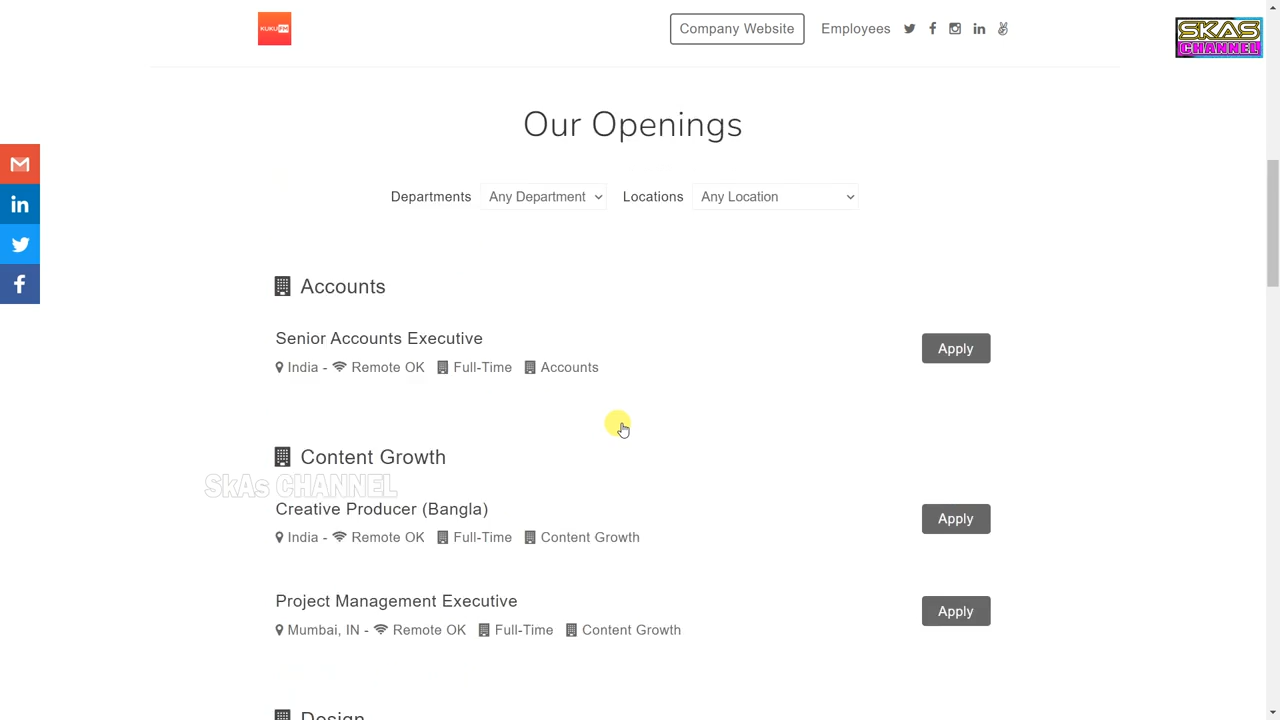 KUKU FM
Company Website Employees
SKAS
CHANNEL
Our Openings
Departments Any Department Locations Any Location
Accounts
Senior Accounts Executive
India - Remote OK Full-Time Accounts
Apply
Content Growth
SkAs CHANNEL
Creative Producer (Bangla)
India - Remote OK Full-Time Content Growth
Apply
Project Management Executive
Mumbai, IN - Remote OK Full-Time Content Growth
Apply
Design